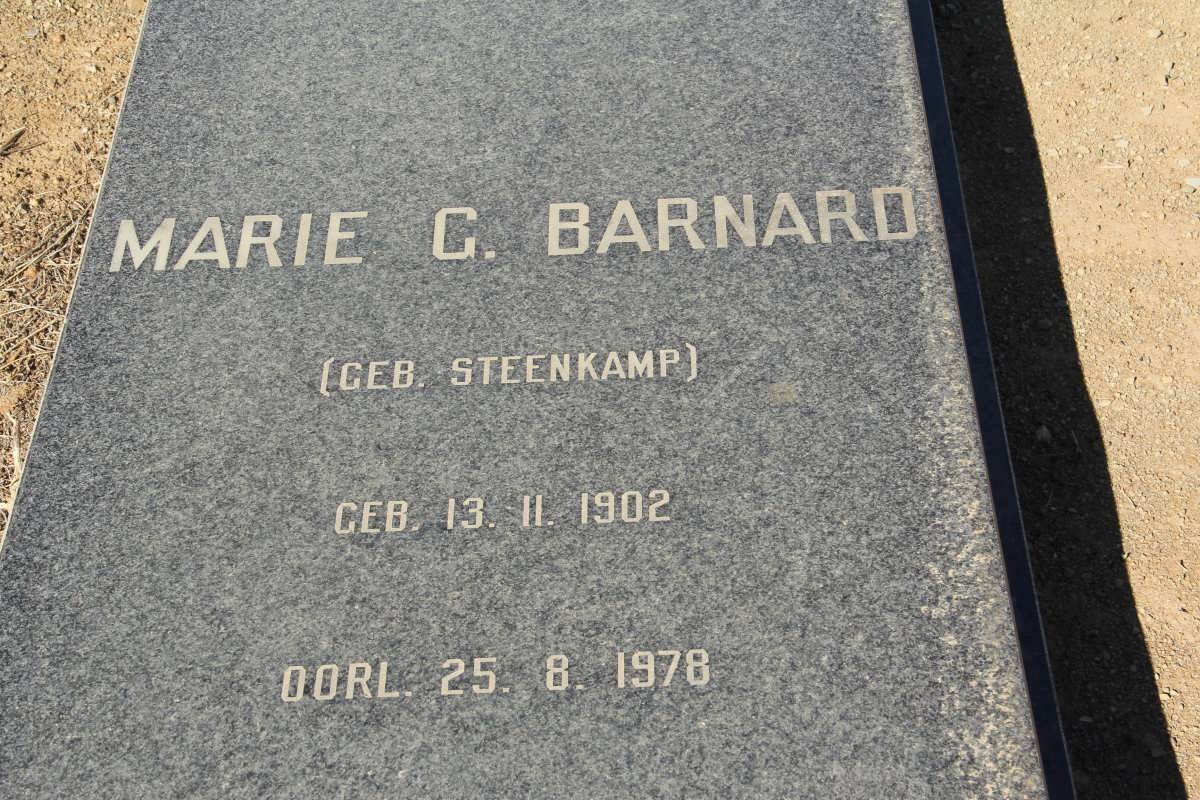 MARIE G. BARNARD
(GEB. STEENKAMP)
GEB. 13. 11. 1902
OORL. 25. 8. 1978